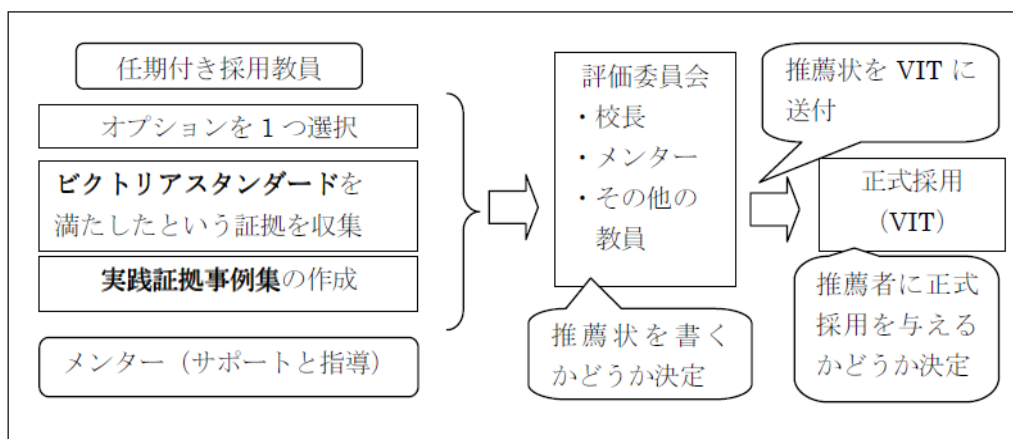 任期付き採用教員
オプションを 1 つ選択
ビクトリアスタンダードを
満たしたという証拠を収集
実践証拠事例集の作成
メンター（サポートと指導）
評価委員会
・校長
・メンター
・その他の
教員
推薦状を書く
かどうか決定
推薦状を VIT に
送付
正式採用
（VIT）
推薦者に正式
採用を与える
かどうか決定